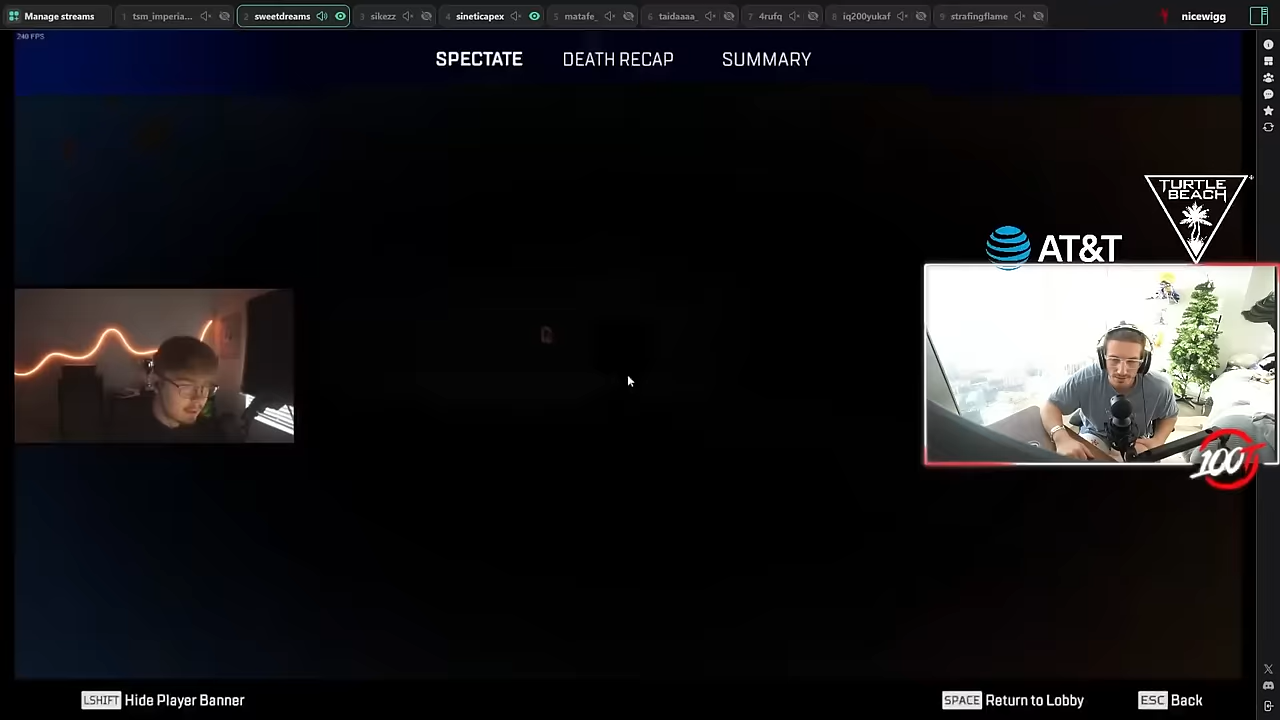 Manage streams
1 tsm_imperia...
2 sweetdreams
3 sikezz
4 sineticapex
5 matafe_
6 taidaaaa_
7 4rufq
8 iq200yukaf
9 strafingflame
nicewigg
240 FPS
SPECTATE
DEATH RECAP
SUMMARY
TURTLE
BEACH
AT&T
100T
LSHIFT Hide Player Banner
SPACE Return to Lobby
ESC Back